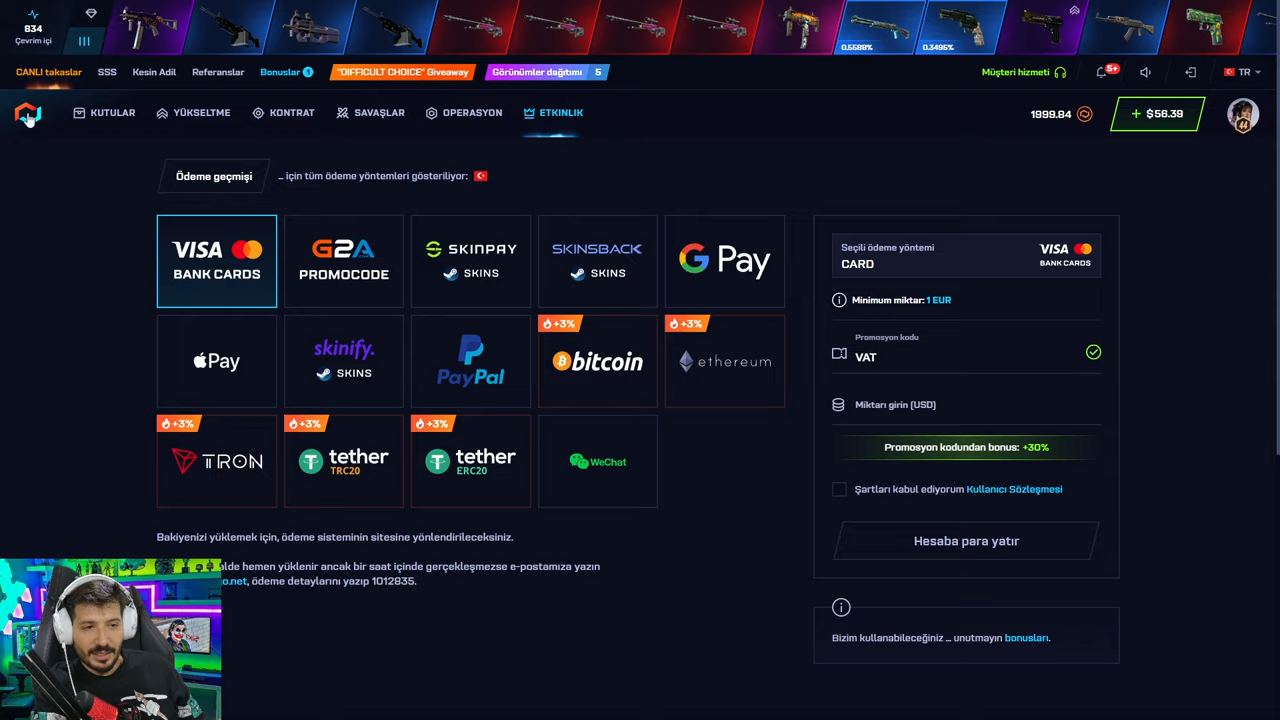 834
Çevrim içi
0.5588%
0.3495%
CANLI takaslar
SSS
Kesin Adil
Referanslar
Bonuslar 1
"DIFFICULT CHOICE" Giveaway
Görünümler dağıtımı 5
Müşteri hizmeti
5+
TR
KUTULAR
YÜKSELTME
KONTRAT
SAVAŞLAR
OPERASYON
ETKINLIK
1999.84
+ $56.39
Ödeme geçmişi
... için tüm ödeme yöntemleri gösteriliyor:
VISA
BANK CARDS
G2A
PROMOCODE
SKINPAY
SKINS
SKINSBACK
SKINS
G Pay
Pay
skinify.
SKINS
PayPal
+3%
bitcoin
+3%
ethereum
+3%
TRON
+3%
tether
TRC20
+3%
tether
ERC20
WeChat
Seçili ödeme yöntemi
CARD
VISA
BANK CARDS
Minimum miktar: 1 EUR
Promosyon kodu
VAT
Miktarı girin (USD)
Promosyon kodundan bonus: +30%
Şartları kabul ediyorum Kullanıcı Sözleşmesi
Hesaba para yatır
Bizim kullanabileceğiniz ... unutmayın bonusları.
Bakiyenizi yüklemek için, ödeme sisteminin sitesine yönlendirileceksiniz.
hemen yüklenir ancak bir saat içinde gerçekleşmezse e-postamıza yazın
o.net, ödeme detaylarını yazıp 1012835.